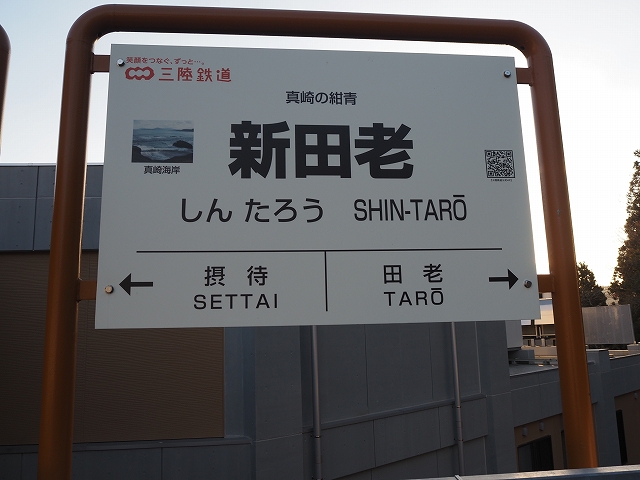 笑顔をつなぐ、ずっと…。
三陸鉄道
真崎の紺青
新田老
真崎海岸
しんたろう SHIN-TARŌ
摂待 田老
SETTAI TARŌ